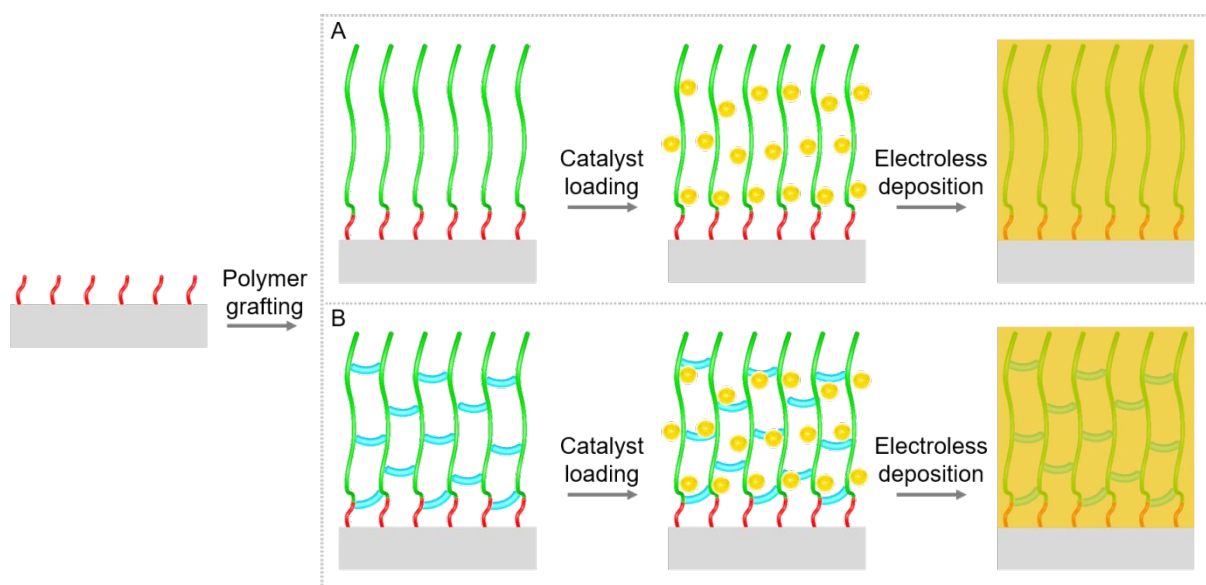 A
Catalyst
loading
Electroless
deposition
Polymer
grafting
B
Catalyst
loading
Electroless
deposition